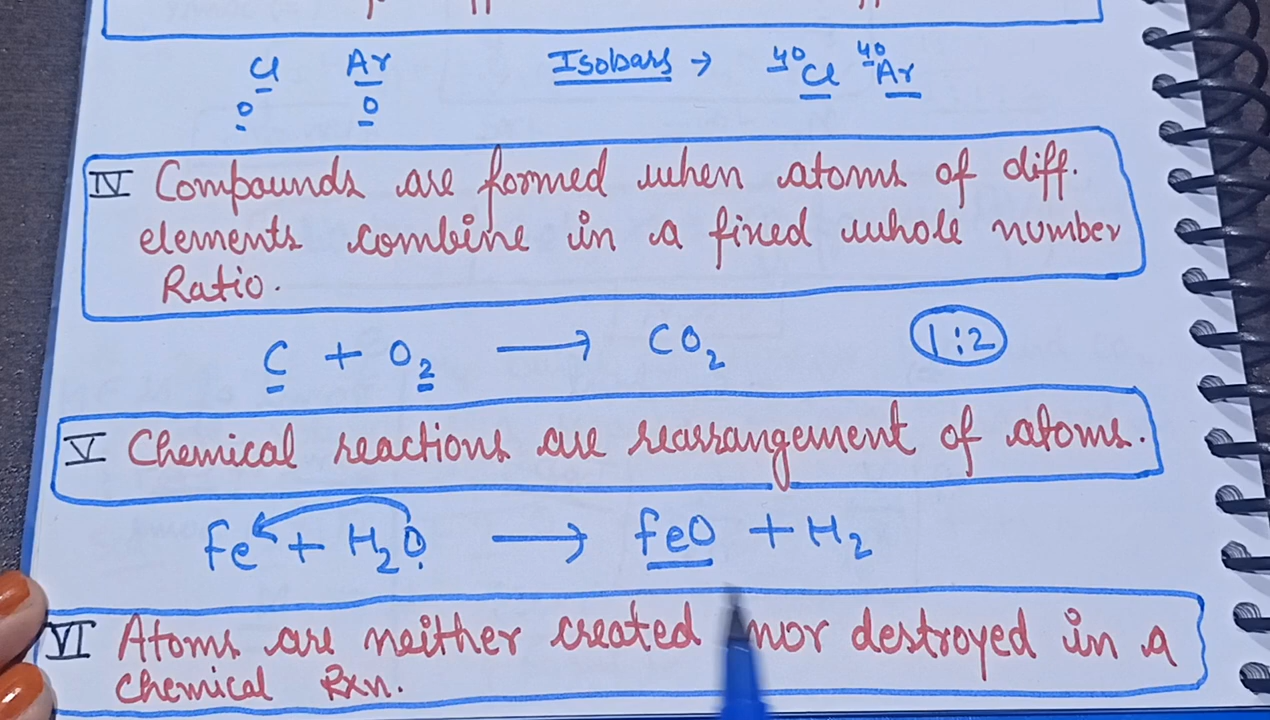 Cl Ar Isobars → ⁴⁰Cl ⁴⁰Ar
IV Compounds are formed when atoms of diff.
elements combine in a fixed whole number
Ratio.
C + O₂ → CO₂ 1:2
V Chemical reactions are rearrangement of atoms.
Fe + H₂O → FeO + H₂
VI Atoms are neither created nor destroyed in a
Chemical Rxn.